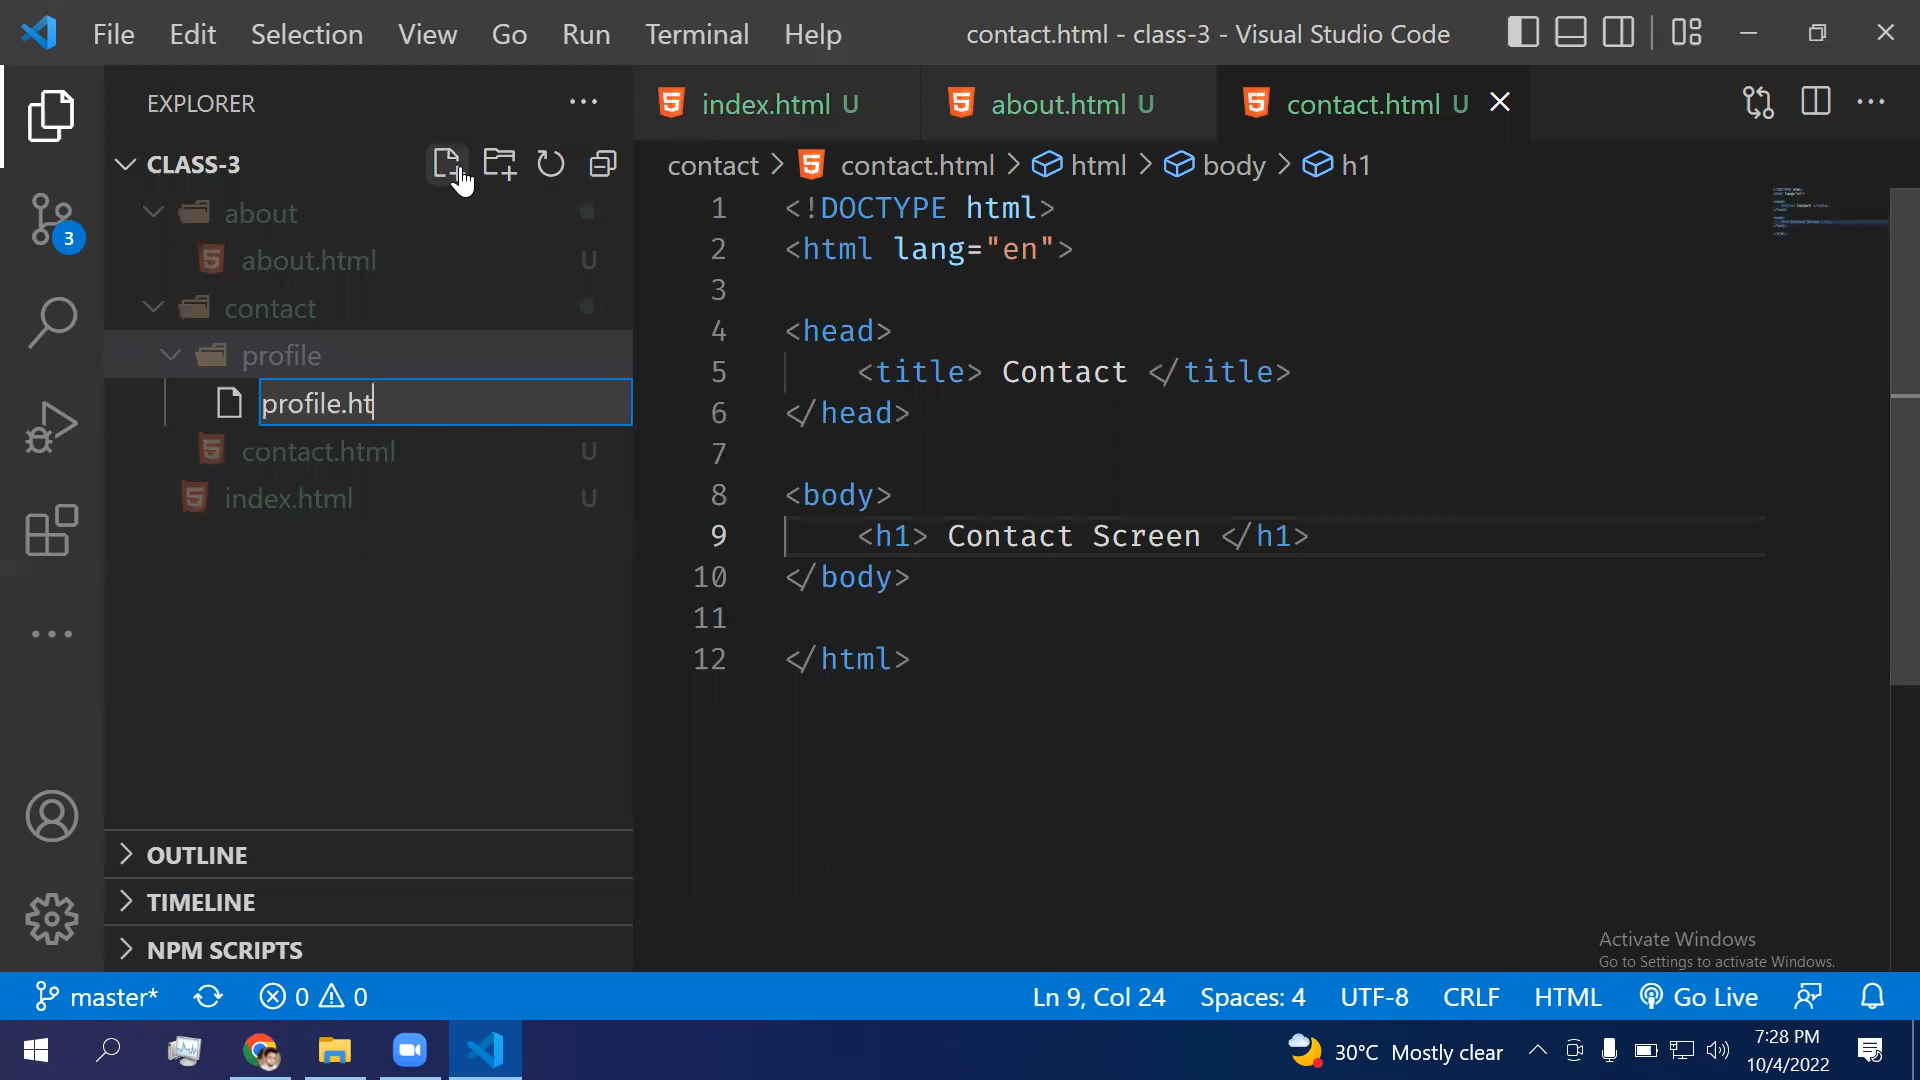 File Edit Selection View Go Run Terminal Help contact.html - class-3 - Visual Studio Code
EXPLORER
index.html U about.html U contact.html U
CLASS-3
contact > contact.html > html > body > h1
about
about.html U
contact
profile
profile.ht
contact.html U
index.html U
1 <!DOCTYPE html>
2 <html lang="en">
3
4 <head>
5 <title> Contact </title>
6 </head>
7
8 <body>
9 <h1> Contact Screen </h1>
10 </body>
11
12 </html>
3
OUTLINE
TIMELINE
NPM SCRIPTS
Activate Windows
Go to Settings to activate Windows.
master* 0 0 Ln 9, Col 24 Spaces: 4 UTF-8 CRLF HTML Go Live
30°C Mostly clear
7:28 PM
10/4/2022